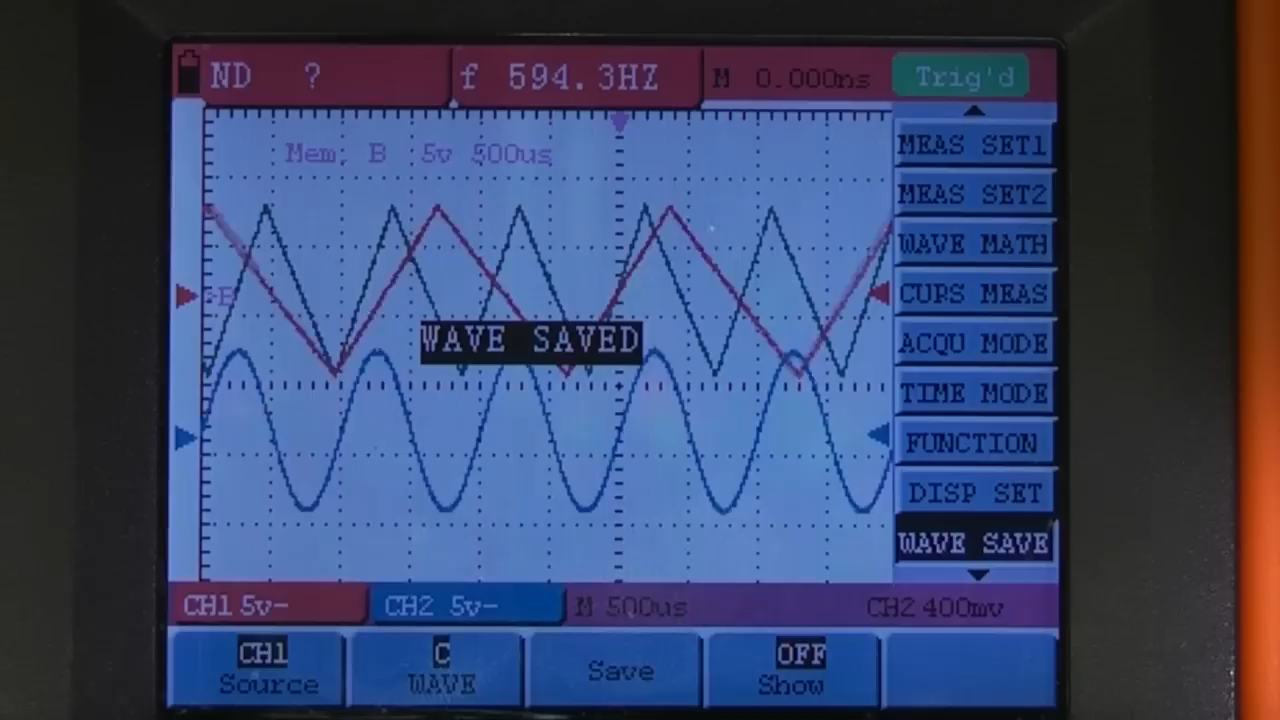 ND ? f 594.3HZ M 0.000ns Trig'd
Mem: B 5v 500us
MEAS SET1
MEAS SET2
WAVE MATH
B
CURS MEAS
WAVE SAVED
ACQU MODE
TIME MODE
FUNCTION
DISP SET
WAVE SAVE
CH1 5v- CH2 5v- M 500us CH2 400mv
CH1 C OFF
Source WAVE Save Show